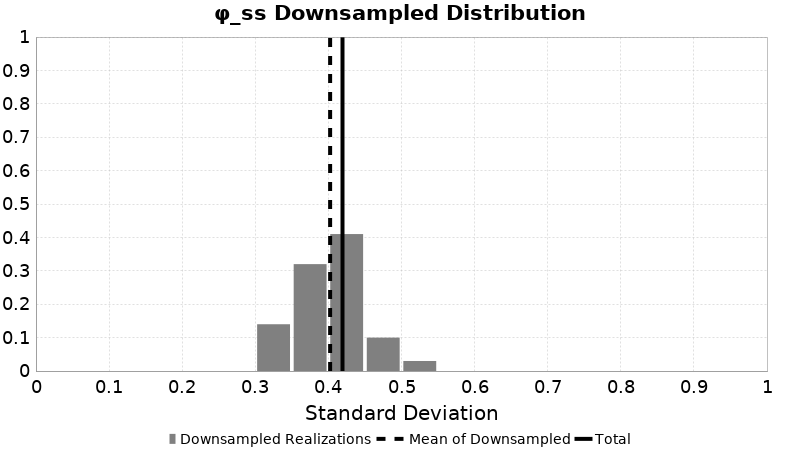 φ_ss Downsampled Distribution
1
0.9
0.8
0.7
0.6
0.5
0.4
0.3
0.2
0.1
0
0 0.1 0.2 0.3 0.4 0.5 0.6 0.7 0.8 0.9 1
Standard Deviation
Downsampled Realizations Mean of Downsampled Total